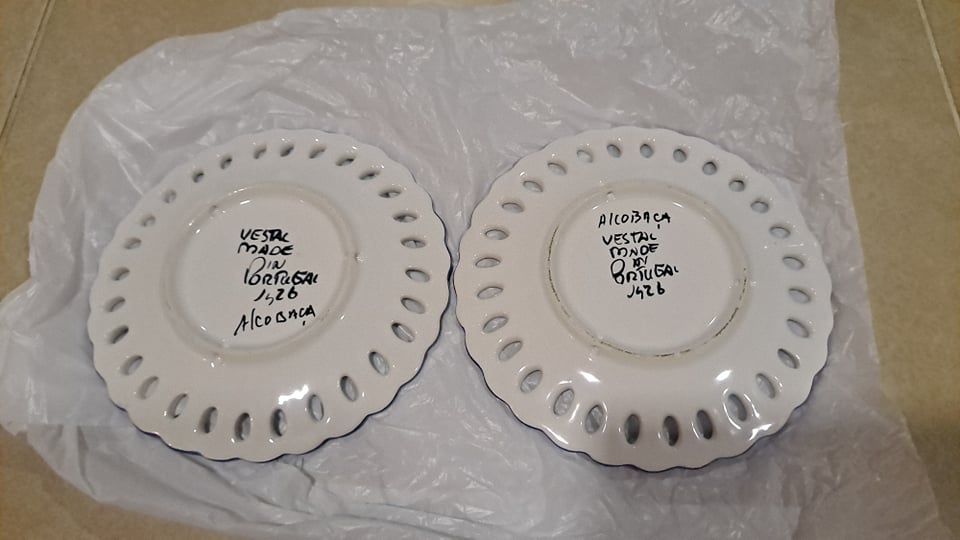 VESTAL
MADE
IN
PORTUGAL
1426
ALCOBAÇA
ALCOBAÇA
VESTAL
MADE
IN
PORTUGAL
1426